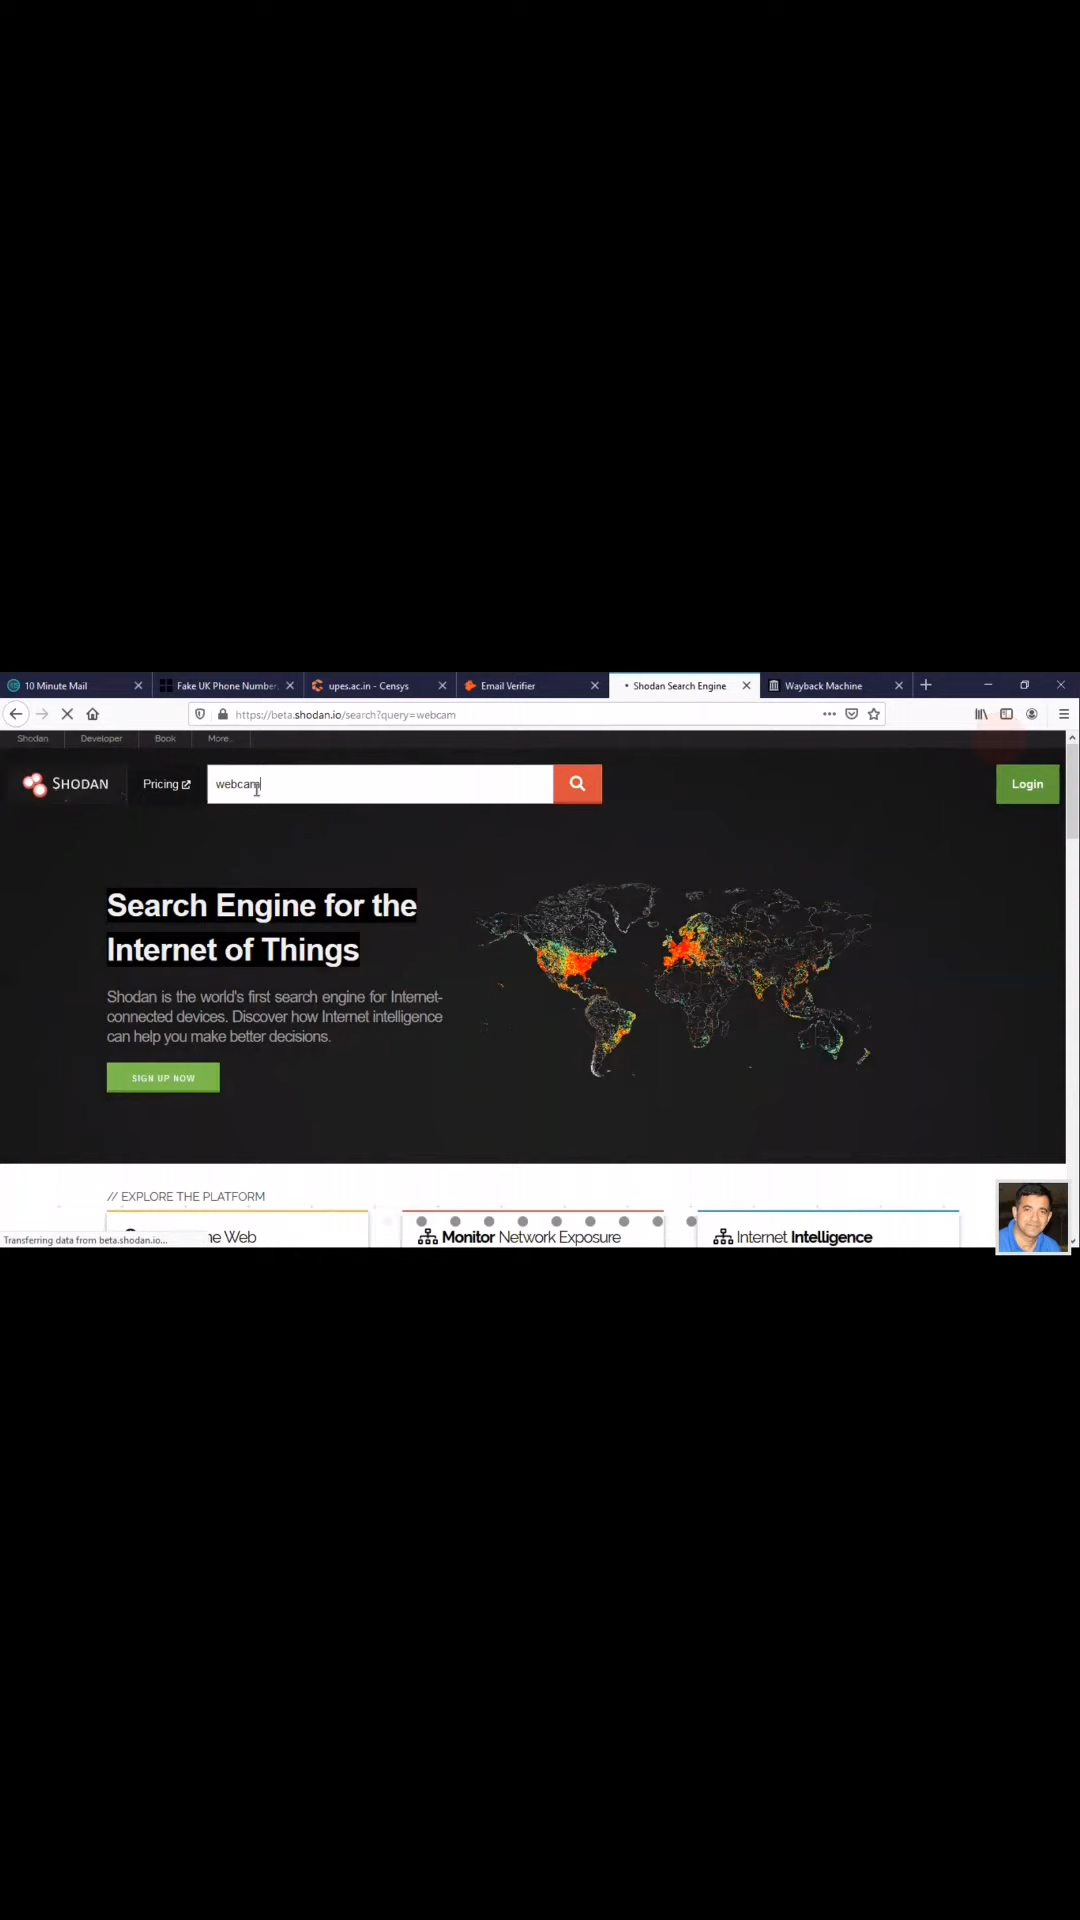 10 Minute Mail
Fake UK Phone Number
upes.ac.in - Censys
Email Verifier
Shodan Search Engine
Wayback Machine
https://beta.shodan.io/search?query=webcam
Shodan
Developer
Book
More...
SHODAN
Pricing
webcam
Login
Search Engine for the
Internet of Things
Shodan is the world's first search engine for Internet-
connected devices. Discover how Internet intelligence
can help you make better decisions.
SIGN UP NOW
// EXPLORE THE PLATFORM
Web
Monitor Network Exposure
Internet Intelligence
Transferring data from beta.shodan.io...